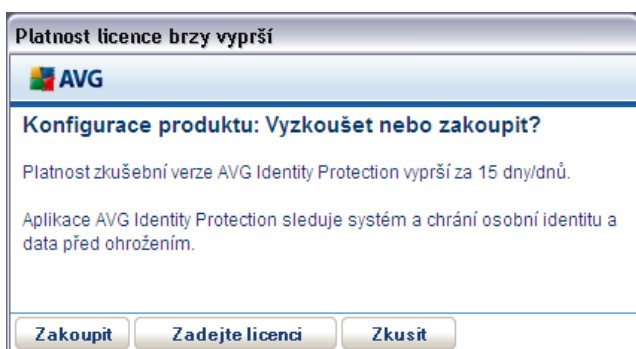 Platnost licence brzy vyprší
AVG
Konfigurace produktu: Vyzkoušet nebo zakoupit?
Platnost zkušební verze AVG Identity Protection vyprší za 15 dny/dnů.
Aplikace AVG Identity Protection sleduje systém a chrání osobní identitu a
data před ohrožením.
Zakoupit Zadejte licenci Zkusit